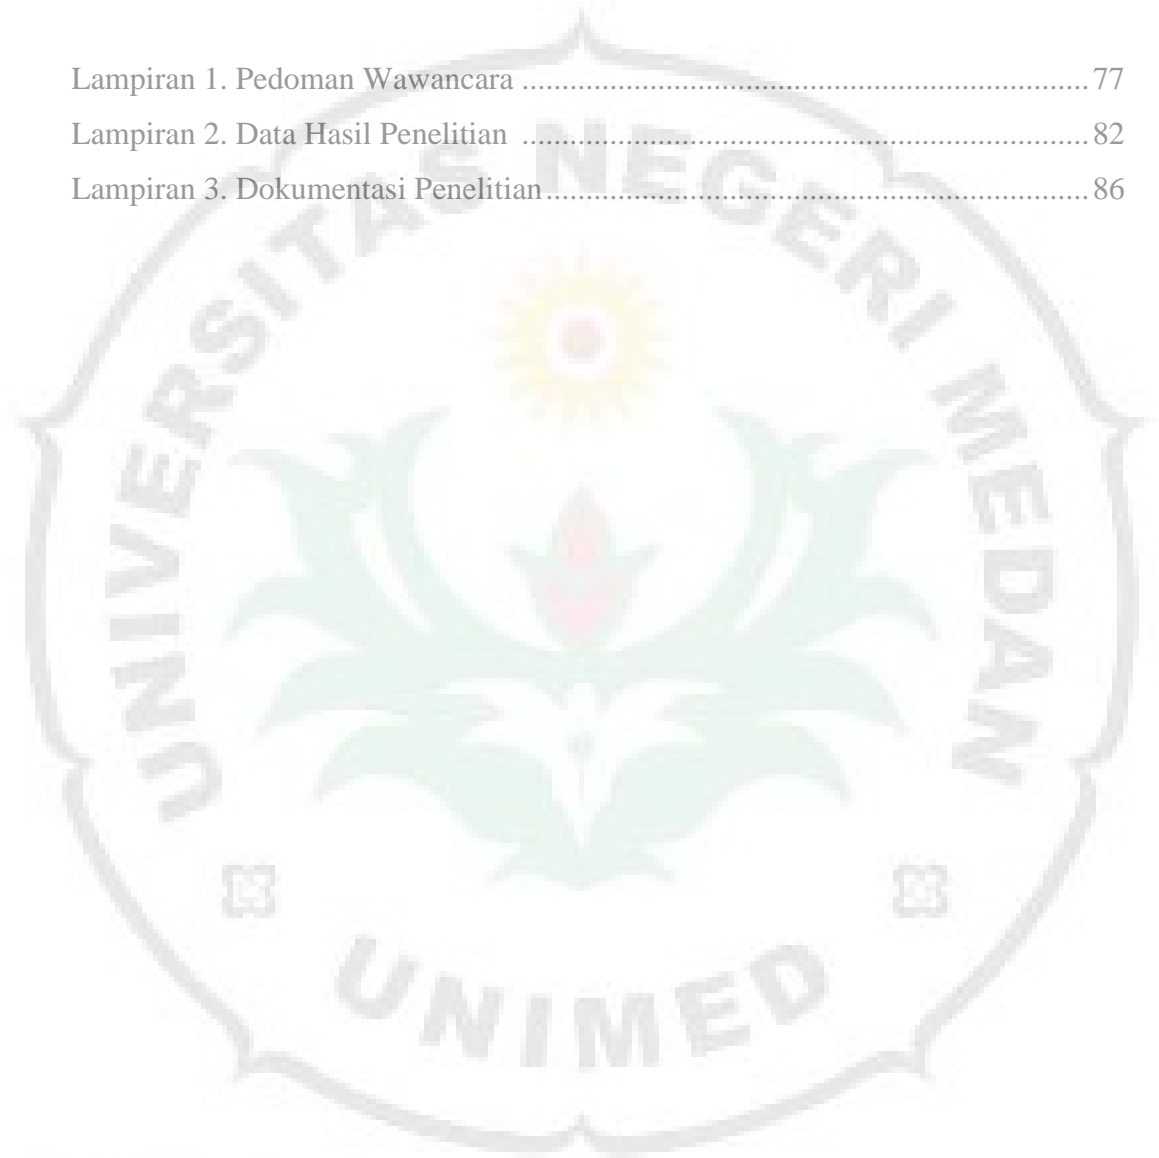 Lampiran 1. Pedoman Wawancara ........................................................................ 77
Lampiran 2. Data Hasil Penelitian ........................................................................ 82
Lampiran 3. Dokumentasi Penelitian ..................................................................... 86
UNIVERSITAS NEGERI MEDAN
UNIMED